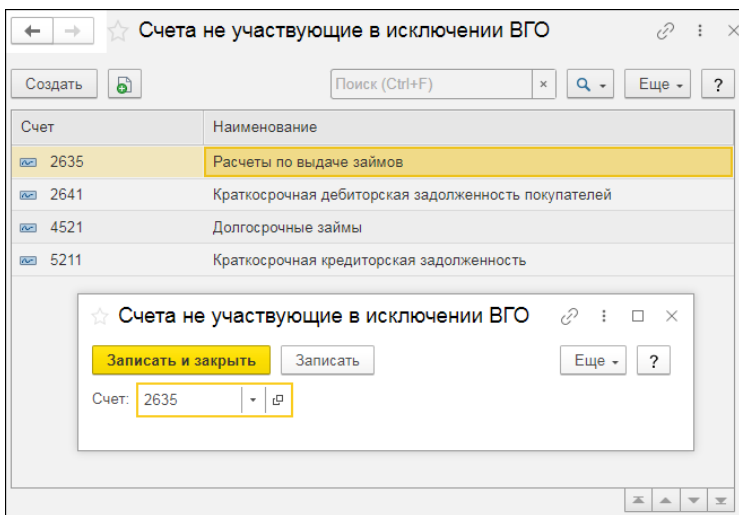 Счета не участвующие в исключении ВГО
Создать Поиск (Ctrl+F) × Еще ?
Счет Наименование
2635 Расчеты по выдаче займов
2641 Краткосрочная дебиторская задолженность покупателей
4521 Долгосрочные займы
5211 Краткосрочная кредиторская задолженность
Счета не участвующие в исключении ВГО
Записать и закрыть Записать Еще ?
Счет: 2635